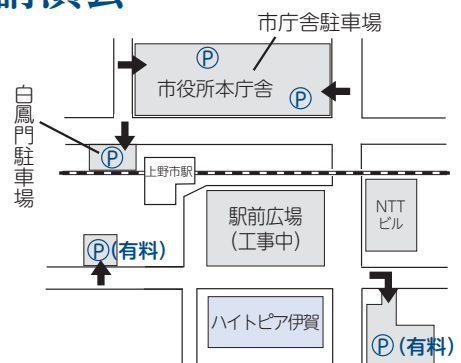 講演会
市庁舎駐車場
Ⓟ
市役所本庁舎
Ⓟ
白鳳門駐車場
Ⓟ
上野市駅
駅前広場
(工事中)
NTT
ビル
Ⓟ(有料)
ハイトピア伊賀
Ⓟ(有料)